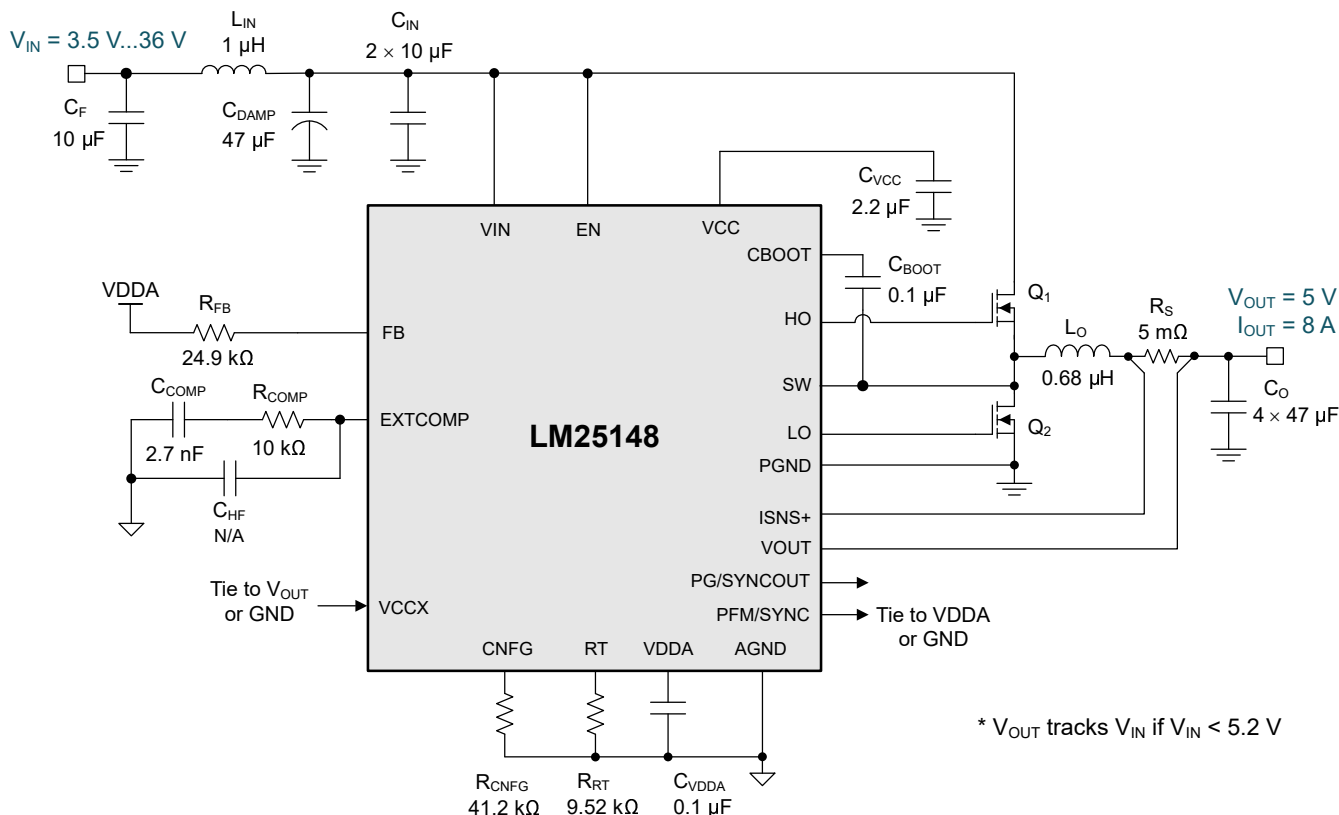 V_IN = 3.5 V...36 V
L_IN
1 µH
C_IN
2 × 10 µF
C_F
10 µF
C_DAMP
47 µF
C_VCC
2.2 µF
VIN
EN
VCC
CBOOT
C_BOOT
0.1 µF
VDDA
R_FB
24.9 kΩ
FB
HO
Q_1
L_O
0.68 µH
R_S
5 mΩ
V_OUT = 5 V
I_OUT = 8 A
C_O
4 × 47 µF
SW
C_COMP
2.7 nF
R_COMP
10 kΩ
EXTCOMP
LM25148
LO
Q_2
PGND
C_HF
N/A
ISNS+
VOUT
PG/SYNCOUT
Tie to V_OUT
or GND
VCCX
PFM/SYNC
Tie to VDDA
or GND
CNFG
RT
VDDA
AGND
* V_OUT tracks V_IN if V_IN < 5.2 V
R_CNFG
41.2 kΩ
R_RT
9.52 kΩ
C_VDDA
0.1 µF